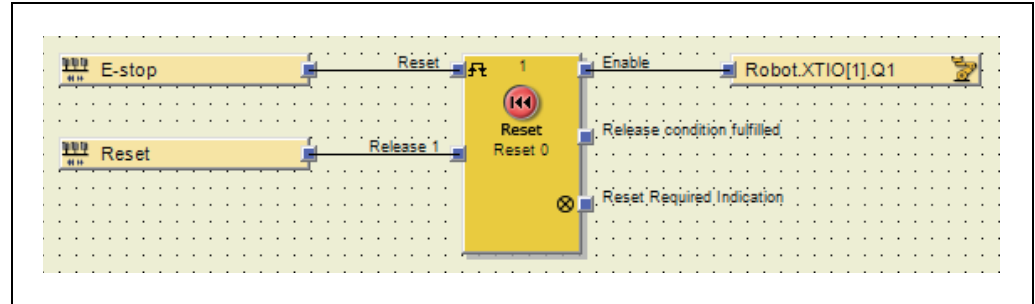 E-stop
Reset
1
Enable
Robot.XTIO[1].Q1
Reset
Reset 0
Release condition fulfilled
Reset
Release 1
Reset Required Indication